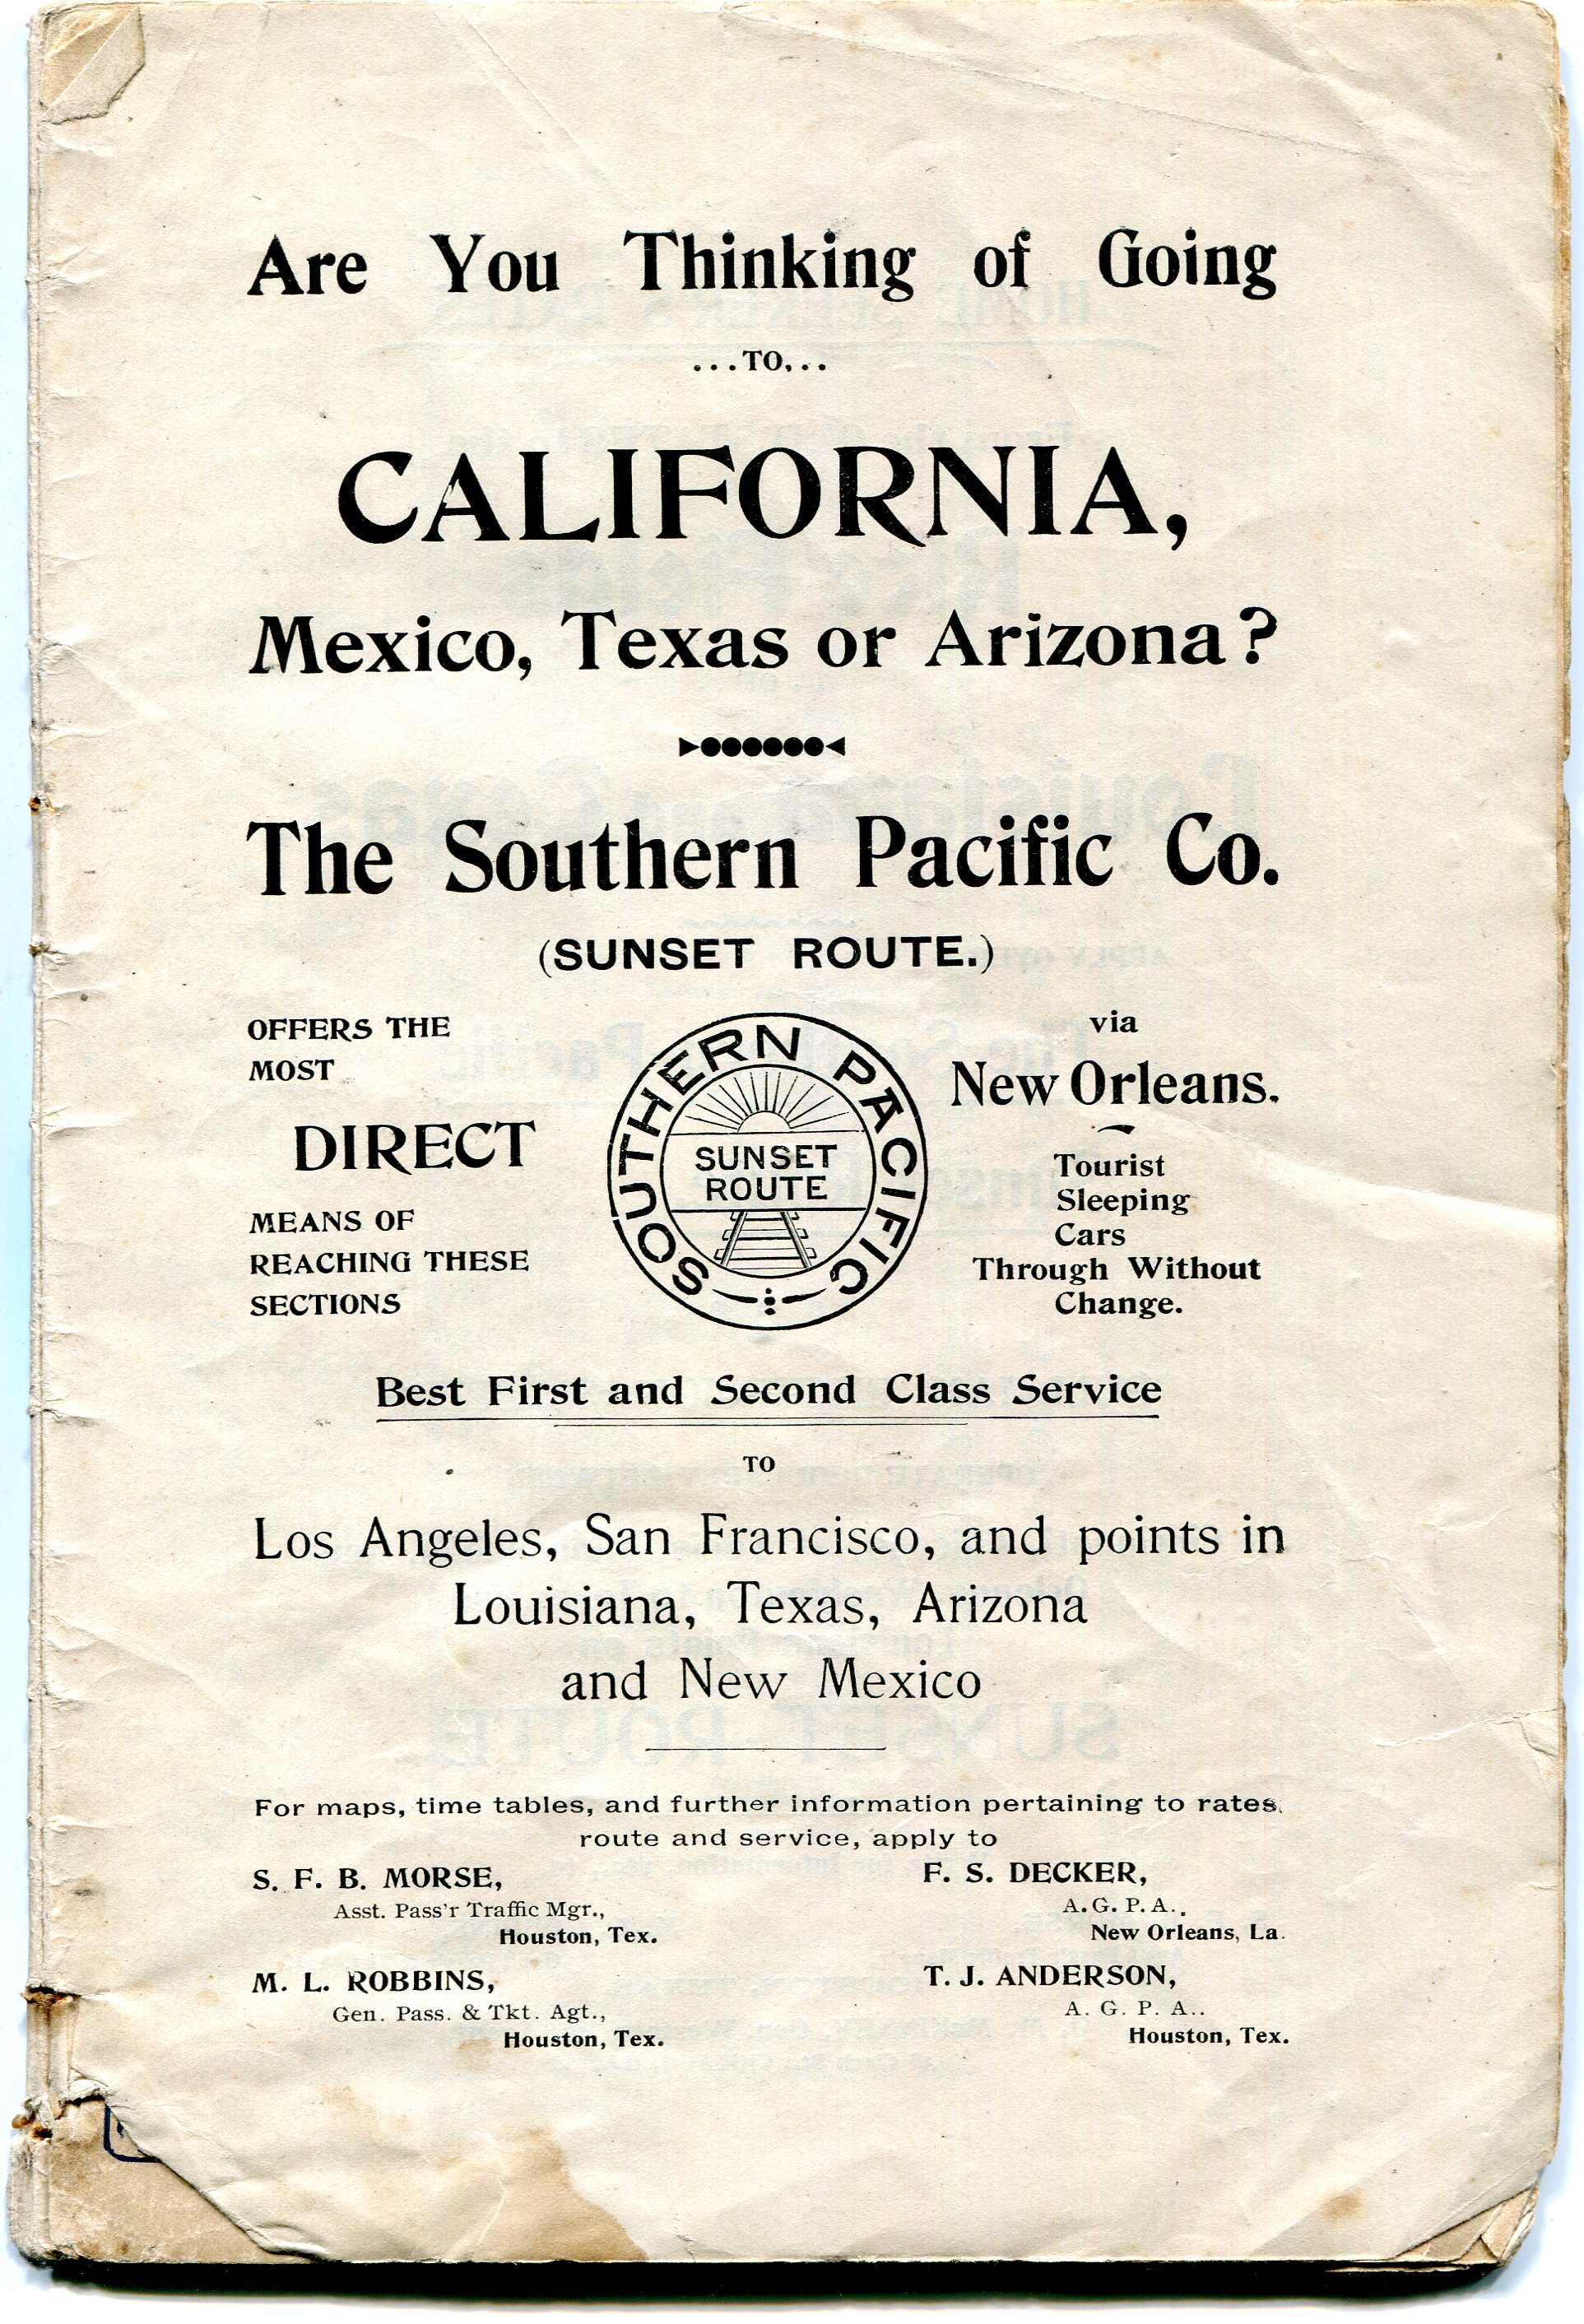 Are You Thinking of Going
...TO...
CALIFORNIA,
Mexico, Texas or Arizona?
The Southern Pacific Co.
(SUNSET ROUTE.)
OFFERS THE
MOST
DIRECT
MEANS OF
REACHING THESE
SECTIONS
SOUTHERN PACIFIC
SUNSET
ROUTE
via
New Orleans.
Tourist
Sleeping
Cars
Through Without
Change.
Best First and Second Class Service
TO
Los Angeles, San Francisco, and points in
Louisiana, Texas, Arizona
and New Mexico
For maps, time tables, and further information pertaining to rates,
route and service, apply to
S. F. B. MORSE,
Asst. Pass'r Traffic Mgr.,
Houston, Tex.
M. L. ROBBINS,
Gen. Pass. & Tkt. Agt.,
Houston, Tex.
F. S. DECKER,
A. G. P. A.,
New Orleans, La.
T. J. ANDERSON,
A. G. P. A..
Houston, Tex.